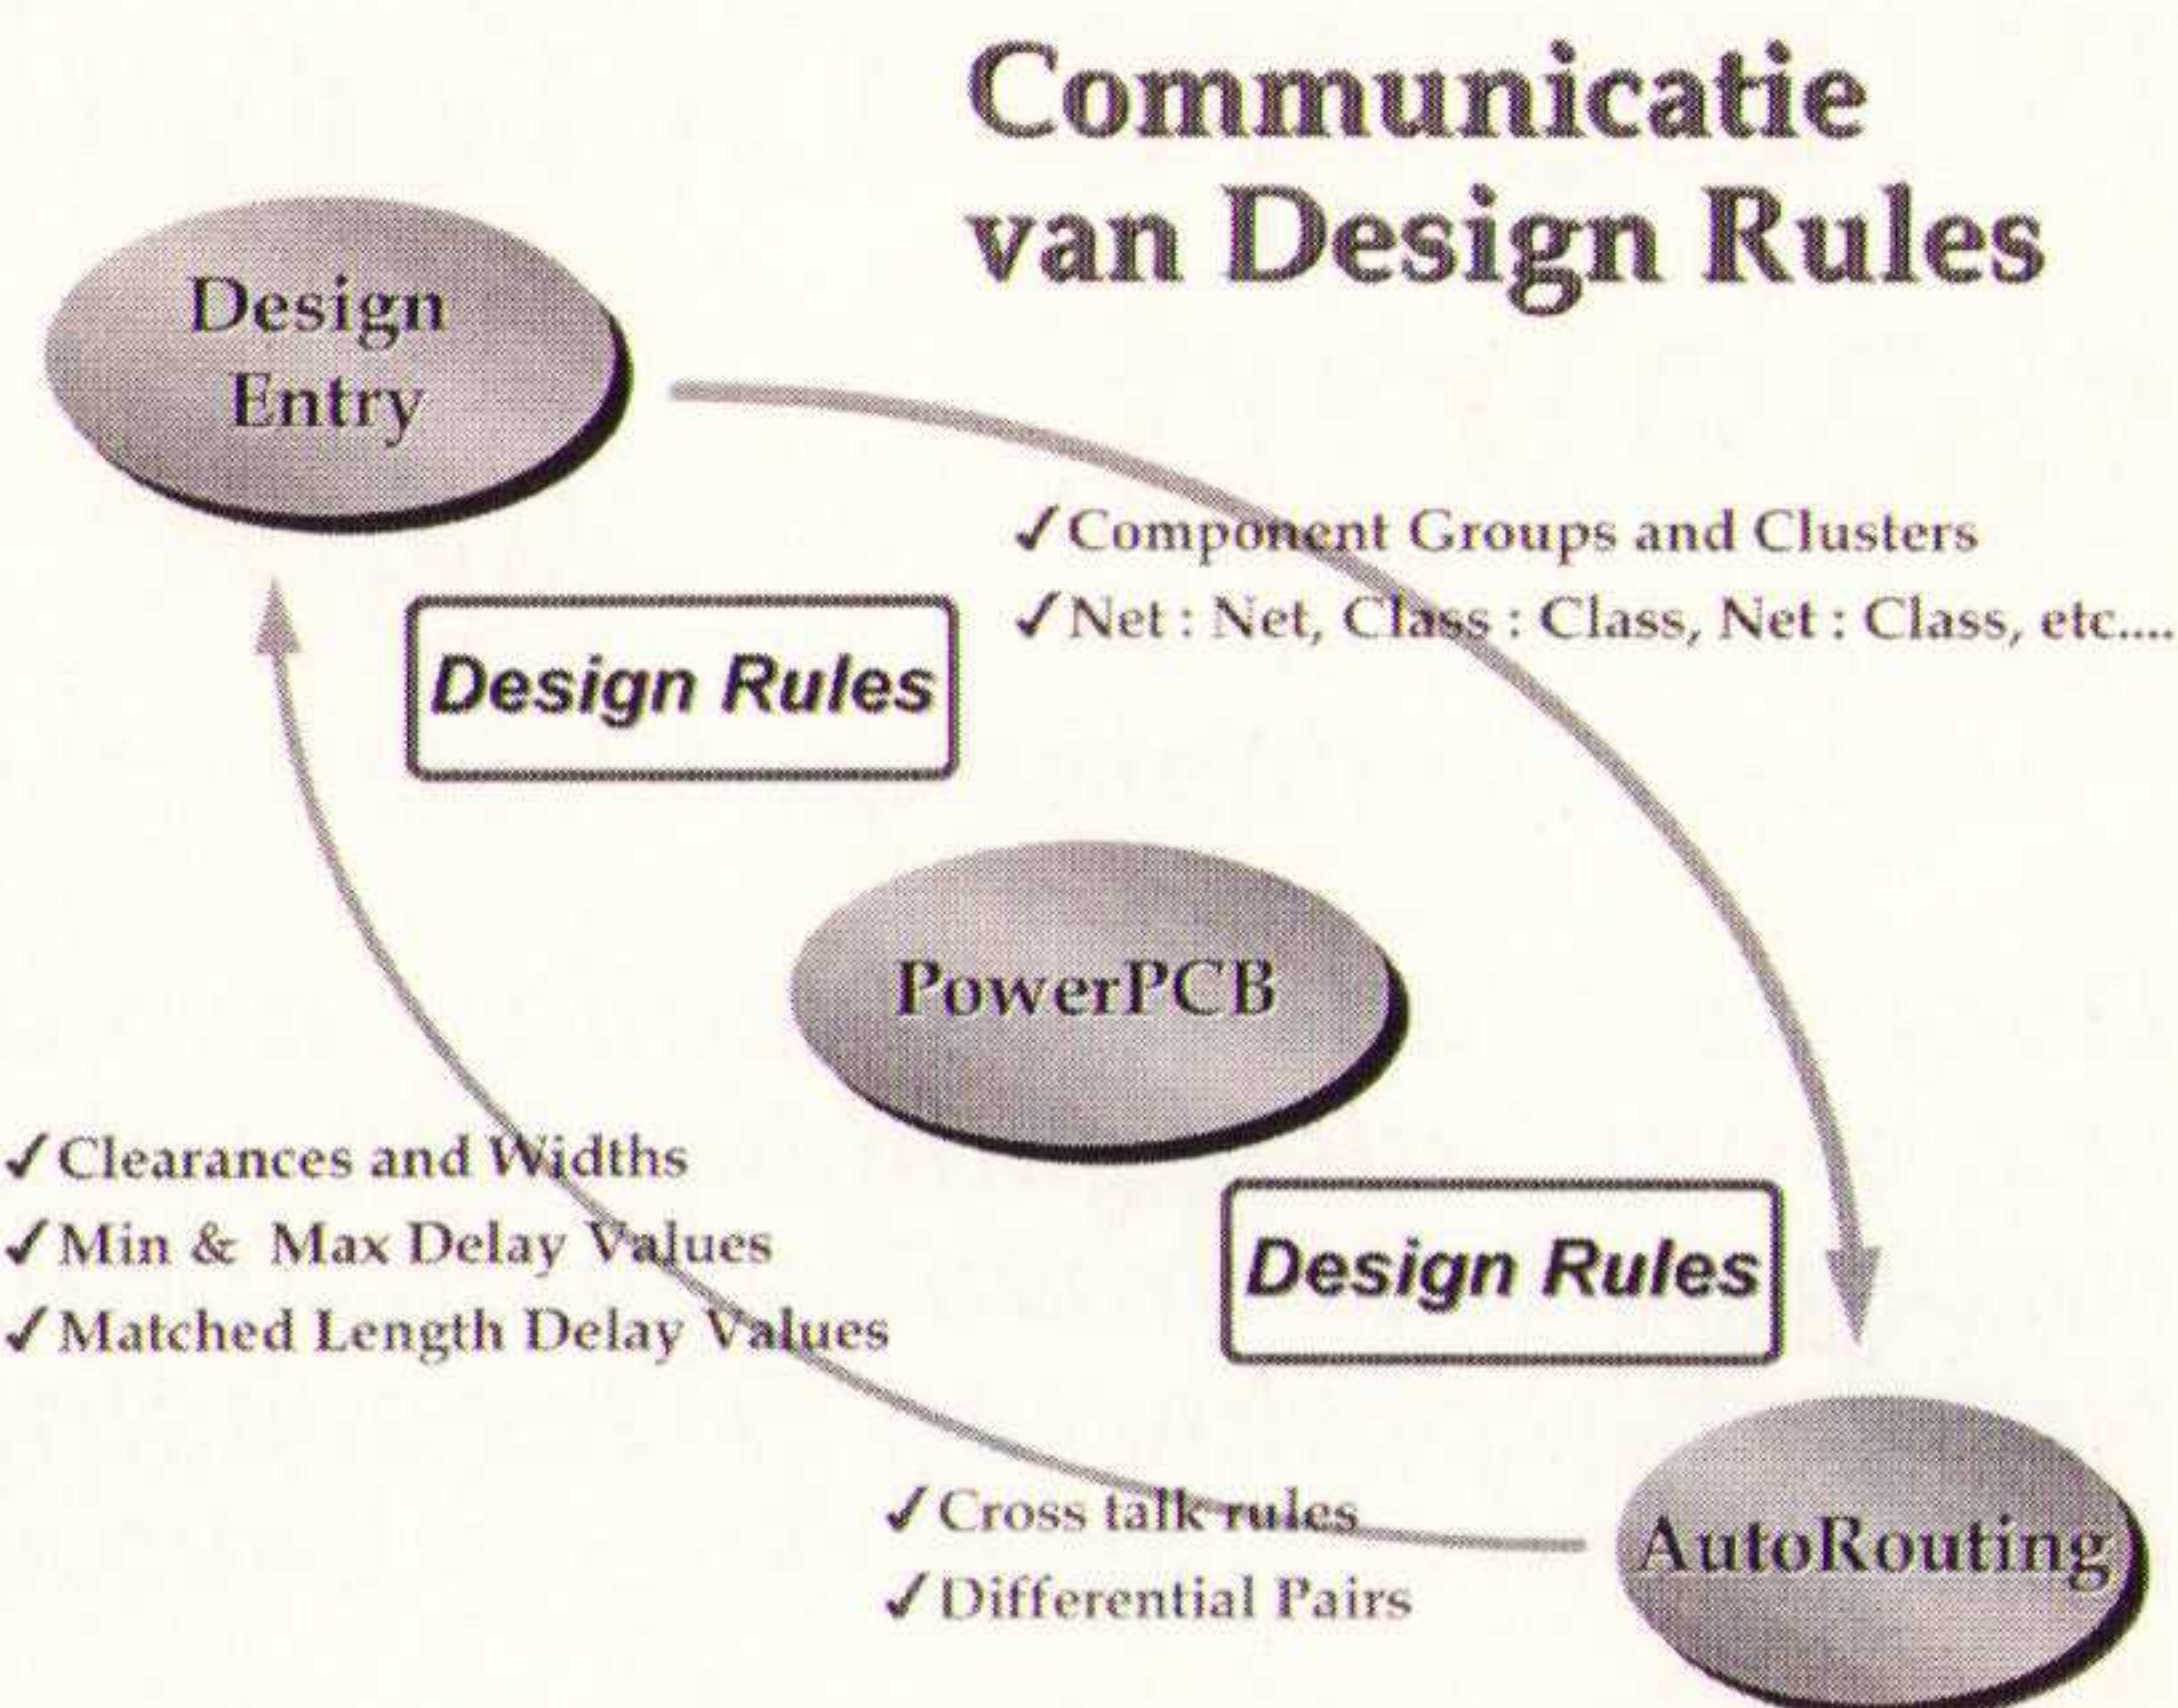 Communicatie
van Design Rules
Design
Entry
✓Component Groups and Clusters
✓Net : Net, Class : Class, Net : Class, etc....
Design Rules
PowerPCB
✓Clearances and Widths
✓Min & Max Delay Values
✓Matched Length Delay Values
Design Rules
✓Cross talk rules
✓Differential Pairs
AutoRouting